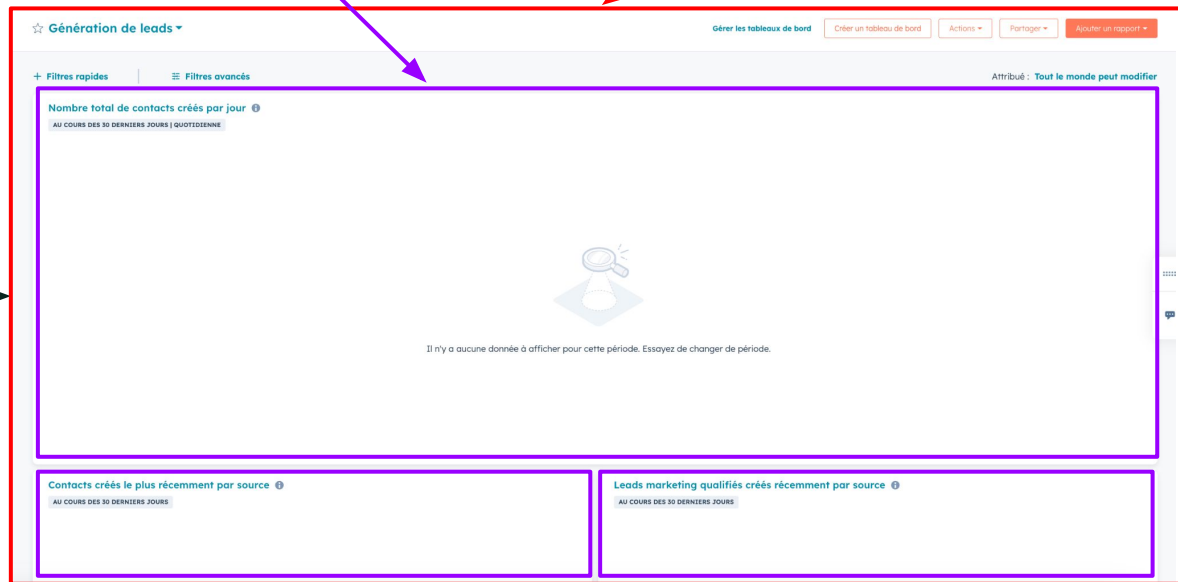 Génération de leads
Gérer les tableaux de bord
Créer un tableau de bord
Actions
Partager
Ajouter un rapport
+ Filtres rapides
Filtres avancés
Attribué : Tout le monde peut modifier
Nombre total de contacts créés par jour
AU COURS DES 30 DERNIERS JOURS | QUOTIDIENNE
Il n'y a aucune donnée à afficher pour cette période. Essayez de changer de période.
Contacts créés le plus récemment par source
AU COURS DES 30 DERNIERS JOURS
Leads marketing qualifiés créés récemment par source
AU COURS DES 30 DERNIERS JOURS